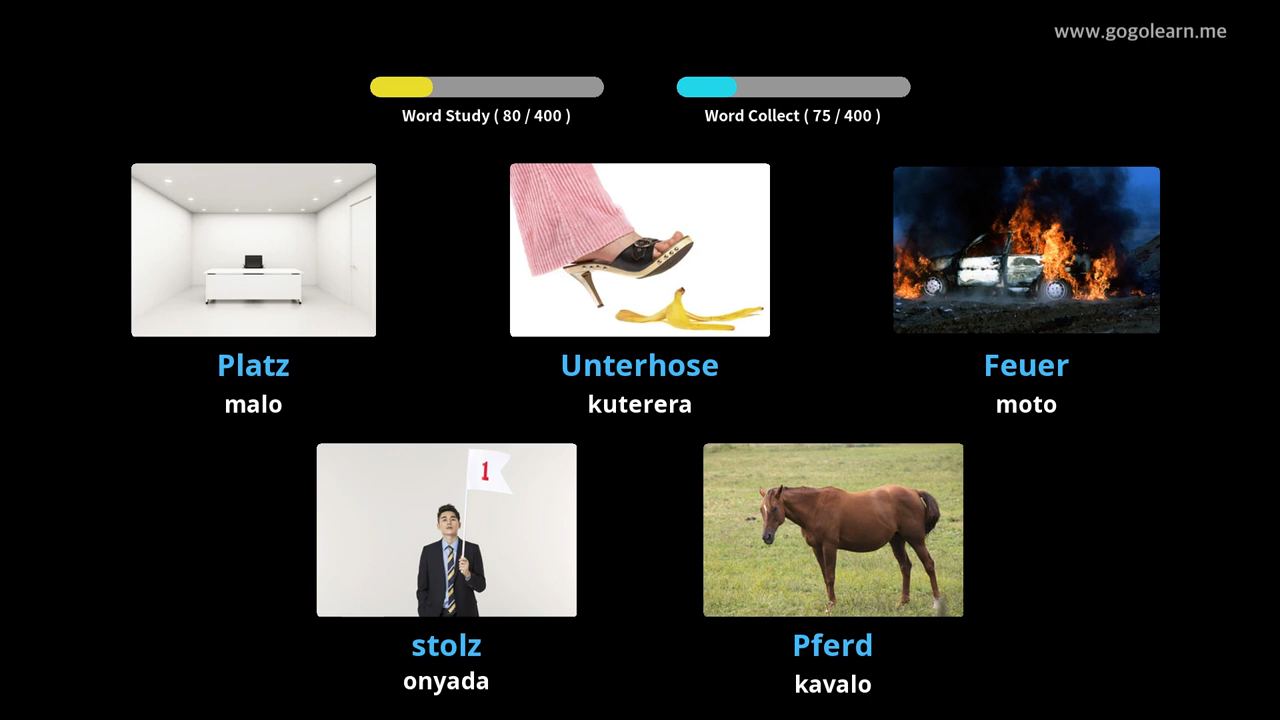 www.gogolearn.me
Word Study ( 80 / 400 )
Word Collect ( 75 / 400 )
Platz
malo
Unterhose
kuterera
Feuer
moto
1
stolz
onyada
Pferd
kavalo